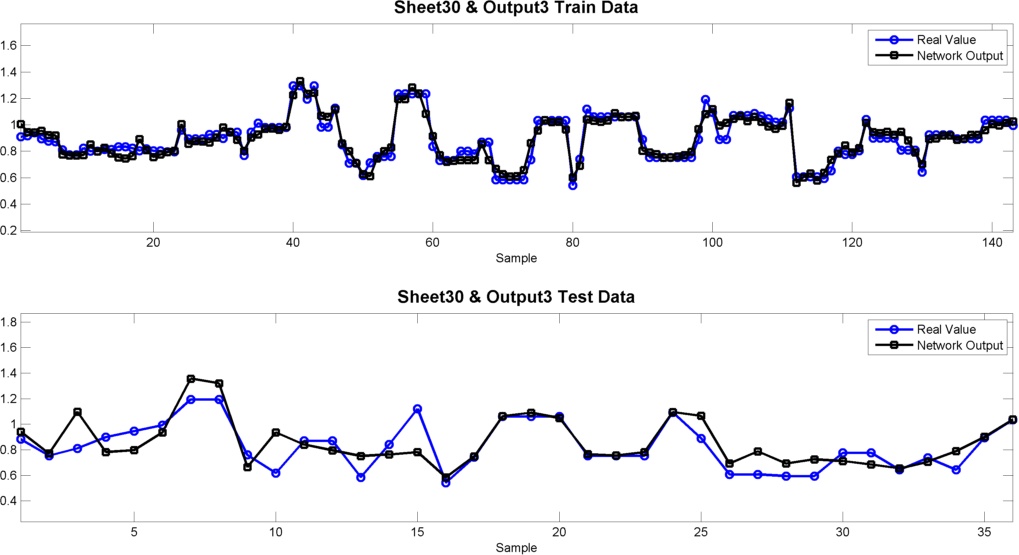 Sheet30 & Output3 Train Data
1.6
1.4
1.2
1
0.8
0.6
0.4
0.2
Real Value
Network Output
20 40 60 80 100 120 140
Sample
Sheet30 & Output3 Test Data
1.8
1.6
1.4
1.2
1
0.8
0.6
0.4
Real Value
Network Output
5 10 15 20 25 30 35
Sample